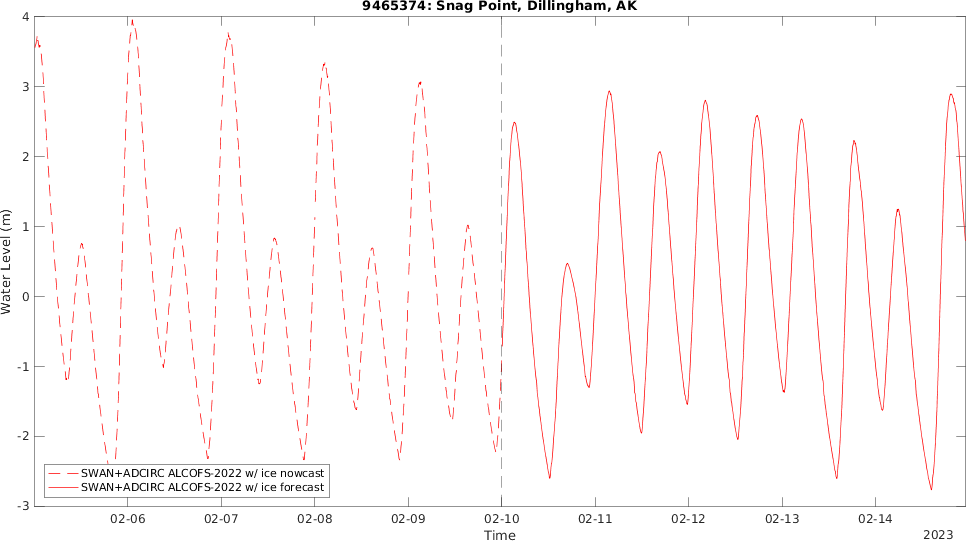 9465374: Snag Point, Dillingham, AK
4
3
2
1
0
-1
-2
-3
Water Level (m)
SWAN+ADCIRC ALCOFS-2022 w/ ice nowcast
SWAN+ADCIRC ALCOFS-2022 w/ ice forecast
02-06 02-07 02-08 02-09 02-10 02-11 02-12 02-13 02-14
Time
2023